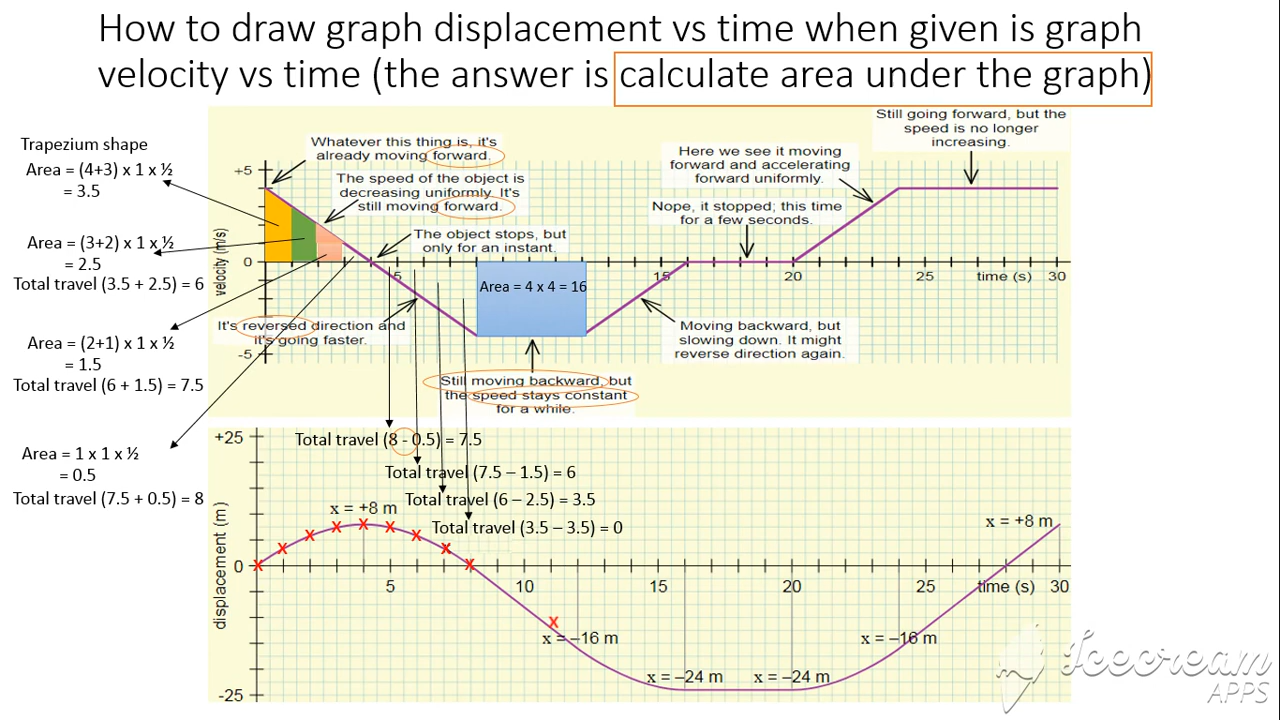 How to draw graph displacement vs time when given is graph
velocity vs time (the answer is calculate area under the graph)
Trapezium shape
Area = (4+3) x 1 x ½
= 3.5
Area = (3+2) x 1 x ½
= 2.5
Total travel (3.5 + 2.5) = 6
Area = (2+1) x 1 x ½
= 1.5
Total travel (6 + 1.5) = 7.5
Area = 1 x 1 x ½
= 0.5
Total travel (7.5 + 0.5) = 8
Whatever this thing is, it's
already moving forward.
The speed of the object is
decreasing uniformly. It's
still moving forward.
The object stops, but
only for an instant.
Still going forward, but the
speed is no longer
increasing.
Here we see it moving
forward and accelerating
forward uniformly.
Nope, it stopped; this time
for a few seconds.
+5
0
-5
velocity (m/s)
5
15
20
25
time (s)
30
Area = 4 x 4 = 16
It's reversed direction and
it's going faster.
Moving backward, but
slowing down. It might
reverse direction again.
Still moving backward, but
the speed stays constant
for a while.
Total travel (8 - 0.5) = 7.5
Total travel (7.5 – 1.5) = 6
Total travel (6 – 2.5) = 3.5
Total travel (3.5 – 3.5) = 0
+25
0
-25
displacement (m)
x = +8 m
x = +8 m
5
10
15
20
25
time (s)
30
x = –16 m
x = –16 m
x = –24 m
x = –24 m
Icecream
APPS